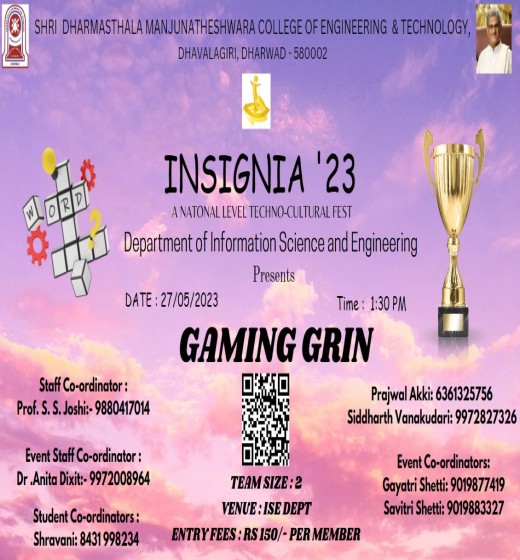 SHRI DHARMASTHALA MANJUNATHESHWARA COLLEGE OF ENGINEERING & TECHNOLOGY,
DHAVALAGIRI, DHARWAD - 580002
INSIGNIA '23
A NATONAL LEVEL TECHNO-CULTURAL FEST
WORD
?
Department of Information Science and Engineering
Presents
DATE : 27/05/2023
Time : 1:30 PM
GAMING GRIN
Staff Co-ordinator :
Prof. S. S. Joshi:- 9880417014
Event Staff Co-ordinator :
Dr .Anita Dixit:- 9972008964
Student Co-ordinators :
Shravani: 8431 998234
TEAM SIZE : 2
VENUE : ISE DEPT
ENTRY FEES : RS 150/- PER MEMBER
Prajwal Akki: 6361325756
Siddharth Vanakudari: 9972827326
Event Co-ordinators:
Gayatri Shetti: 9019877419
Savitri Shetti: 9019883327